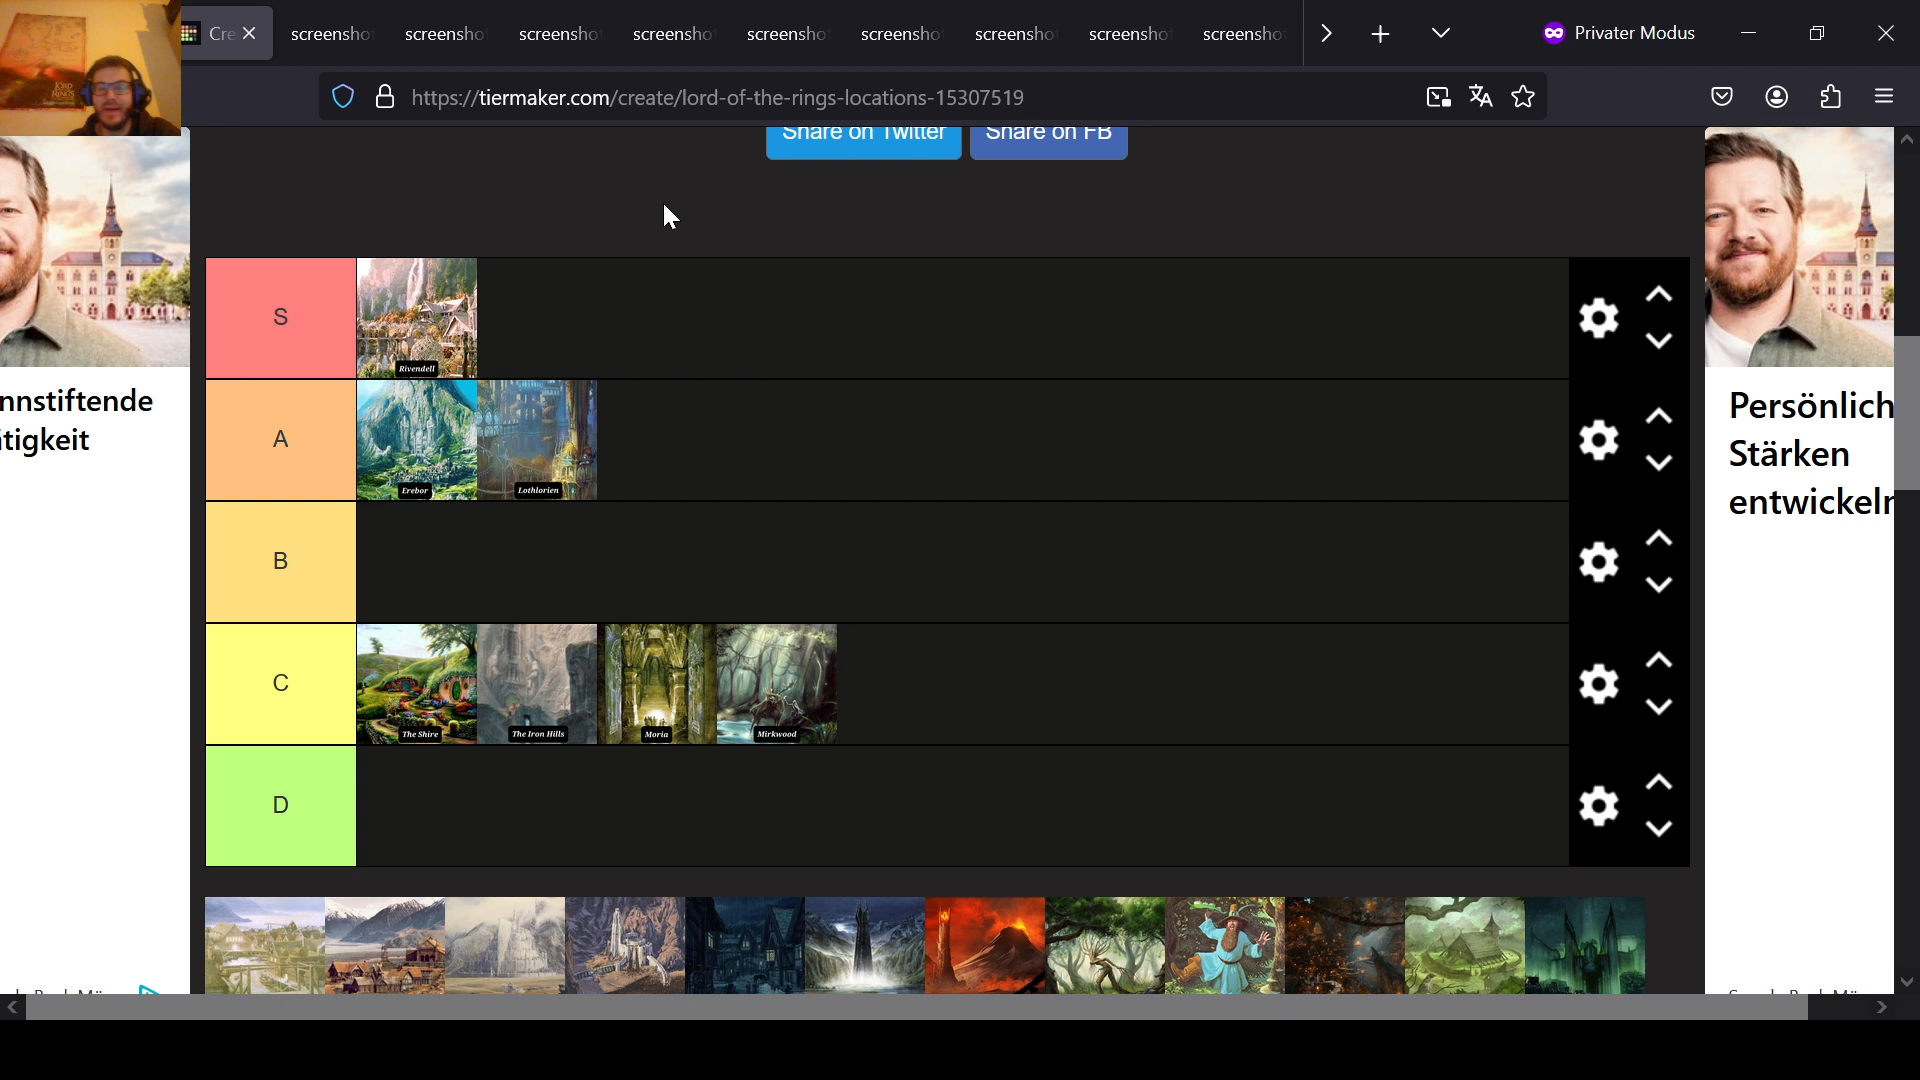 Cre
screensho
screensho
screensho
screensho
screensho
screensho
screensho
screensho
screensho
Privater Modus
https://tiermaker.com/create/lord-of-the-rings-locations-15307519
Share on Twitter
Share on FB
S
Rivendell
A
Erebor
Lothlorien
B
C
The Shire
The Iron Hills
Moria
Mirkwood
D
nnstiftende
tigkeit
Persönlich
Stärken
entwickeln